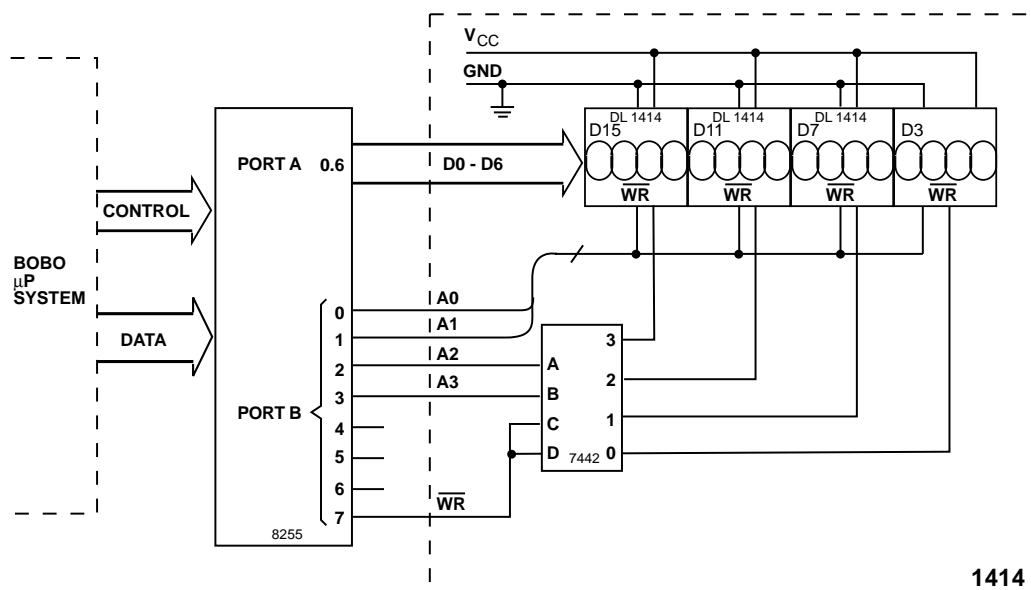 VCC
GND
BOBO
µP
SYSTEM
CONTROL
DATA
PORT A 0.6
PORT B
0
1
2
3
4
5
6
7
8255
D0 - D6
A0
A1
A2
A3
WR
A
B
C
D
7442
3
2
1
0
DL 1414
D15
WR
DL 1414
D11
WR
DL 1414
D7
WR
D3
WR
1414